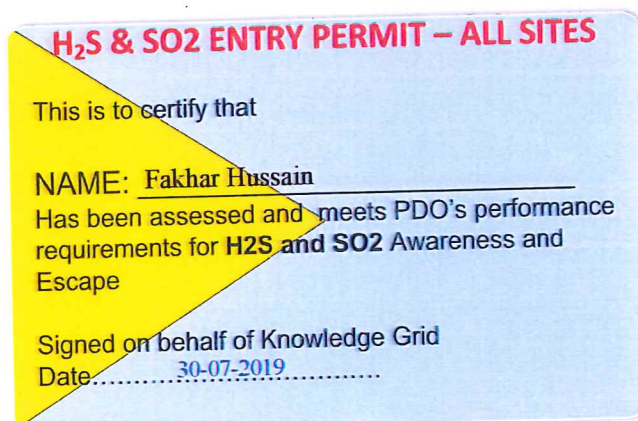 H₂S & SO2 ENTRY PERMIT – ALL SITES
This is to certify that
NAME: Fakhar Hussain
Has been assessed and meets PDO's performance
requirements for H2S and SO2 Awareness and
Escape
Signed on behalf of Knowledge Grid
Date..........30-07-2019..........